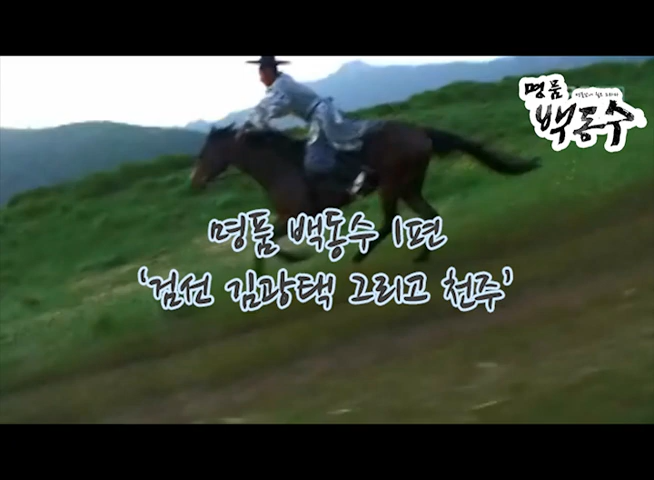 명품
백동수
명품 백동수 1편
'검선 김광택 그리고 천주'